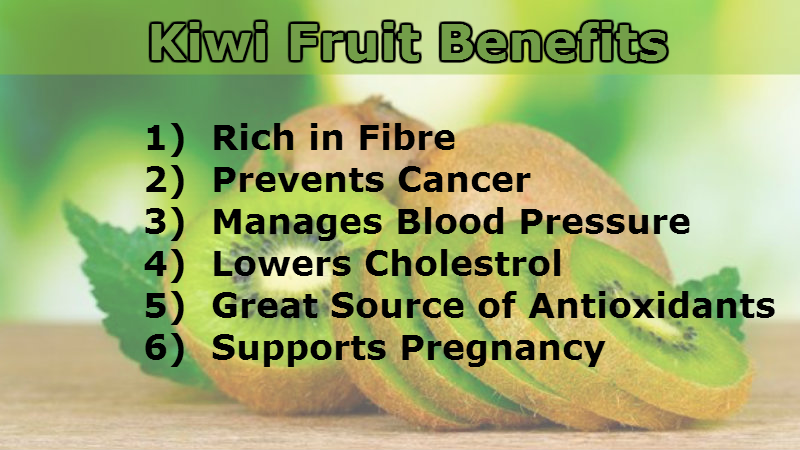 Kiwi Fruit Benefits
1) Rich in Fibre
2) Prevents Cancer
3) Manages Blood Pressure
4) Lowers Cholestrol
5) Great Source of Antioxidants
6) Supports Pregnancy